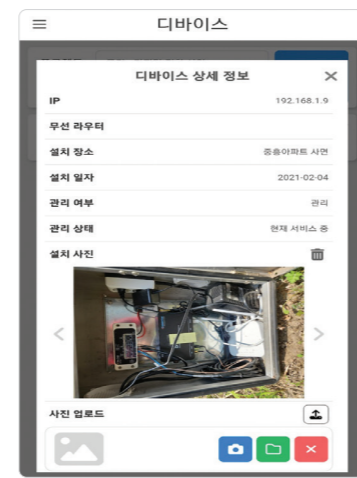 디바이스
디바이스 상세 정보
IP 192.168.1.9
무선 라우터
설치 장소 중흥아파트 사면
설치 일자 2021-02-04
관리 여부 관리
관리 상태 현재 서비스 중
설치 사진
사진 업로드